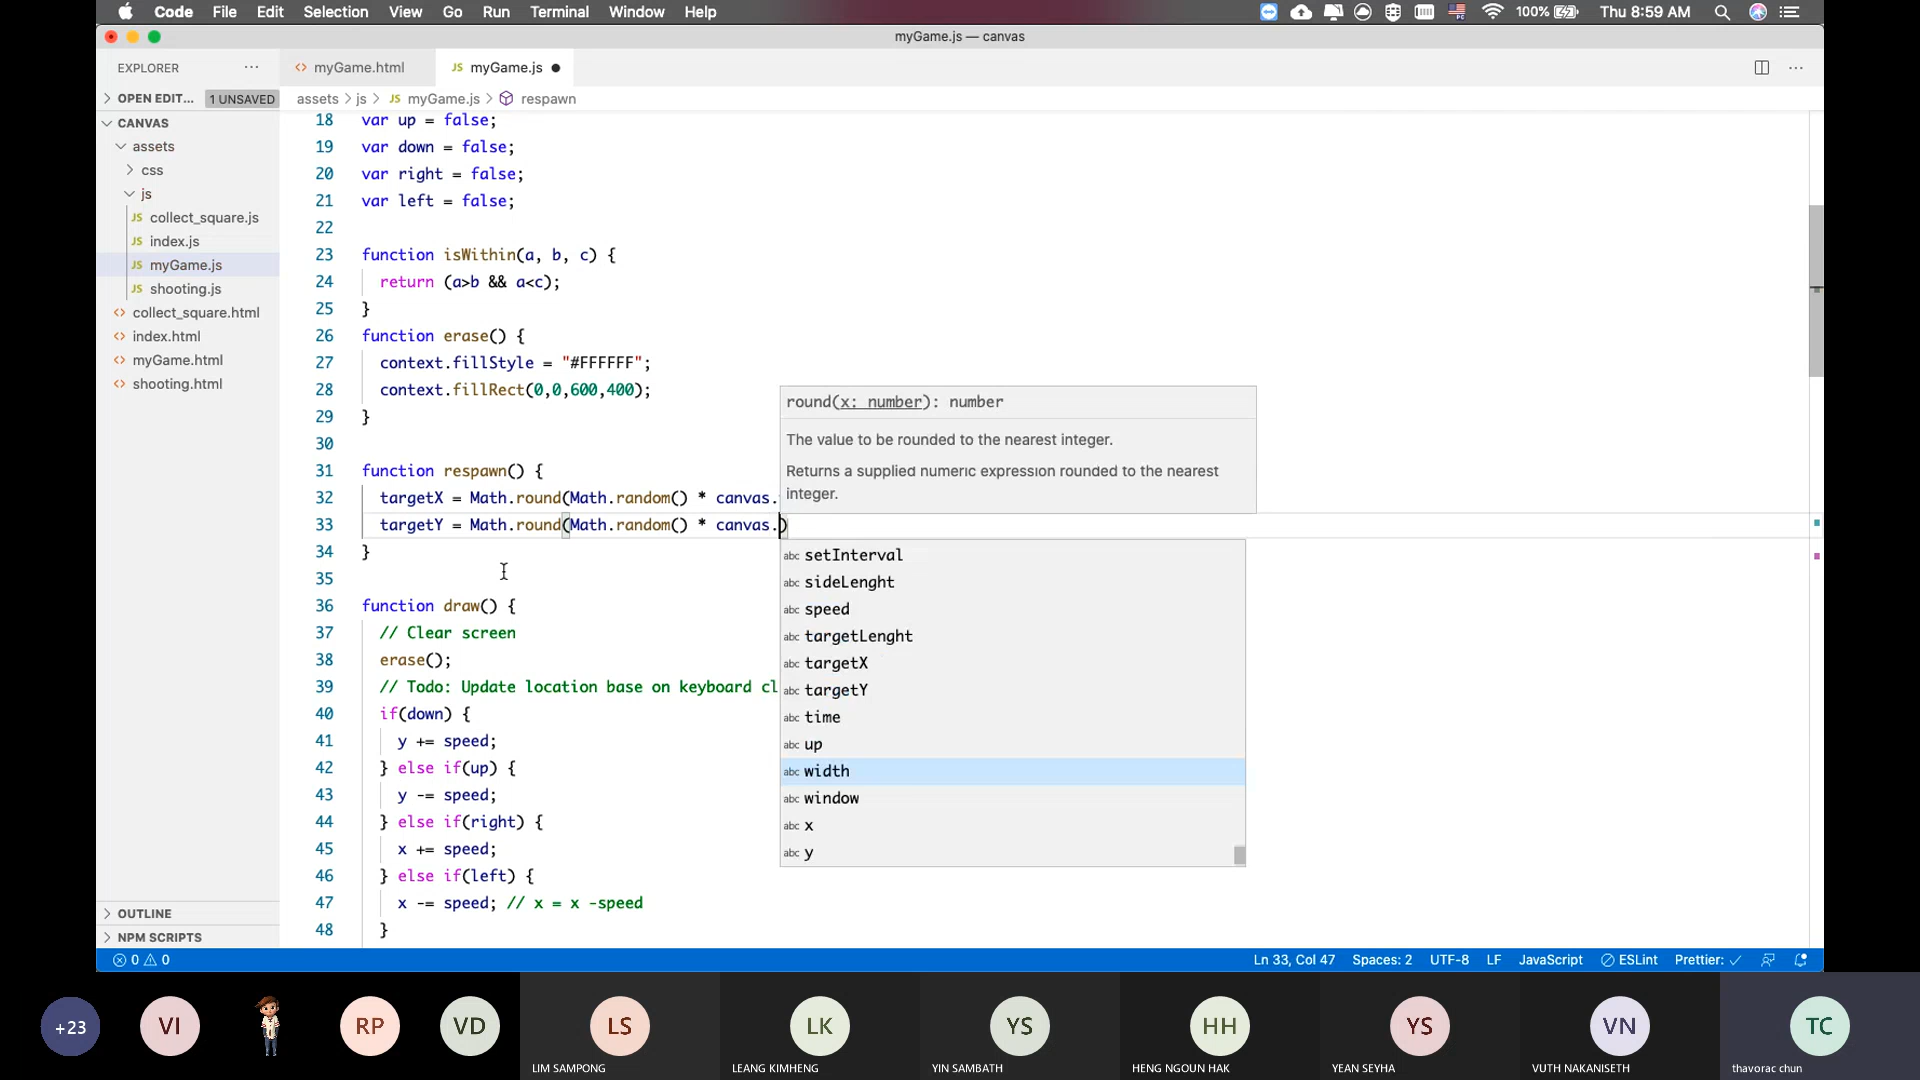 Code File Edit Selection View Go Run Terminal Window Help 100% Thu 8:59 AM
myGame.js — canvas
EXPLORER ··· <> myGame.html JS myGame.js ●
OPEN EDIT... 1 UNSAVED assets > js > JS myGame.js > respawn
CANVAS
assets
css
js
JS collect_square.js
JS index.js
JS myGame.js
JS shooting.js
<> collect_square.html
<> index.html
<> myGame.html
<> shooting.html
OUTLINE
NPM SCRIPTS
18 var up = false;
19 var down = false;
20 var right = false;
21 var left = false;
22
23 function isWithin(a, b, c) {
24 return (a>b && a<c);
25 }
26 function erase() {
27 context.fillStyle = "#FFFFFF";
28 context.fillRect(0,0,600,400);
29 }
30
31 function respawn() {
32 targetX = Math.round(Math.random() * canvas.
33 targetY = Math.round(Math.random() * canvas.)
34 }
35
36 function draw() {
37 // Clear screen
38 erase();
39 // Todo: Update location base on keyboard cl
40 if(down) {
41 y += speed;
42 } else if(up) {
43 y -= speed;
44 } else if(right) {
45 x += speed;
46 } else if(left) {
47 x -= speed; // x = x -speed
48 }
round(x: number): number
The value to be rounded to the nearest integer.
Returns a supplied numeric expression rounded to the nearest
integer.
abc setInterval
abc sideLenght
abc speed
abc targetLenght
abc targetX
abc targetY
abc time
abc up
abc width
abc window
abc x
abc y
0 0 Ln 33, Col 47 Spaces: 2 UTF-8 LF JavaScript ESLint Prettier: ✓
+23 VI RP VD LS LK YS HH YS VN TC
LIM SAMPONG LEANG KIMHENG YIN SAMBATH HENG NGOUN HAK YEAN SEYHA VUTH NAKANISETH thavorac chun